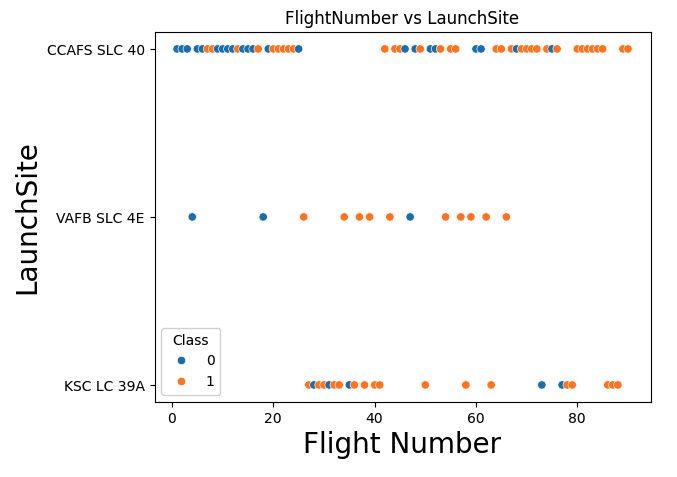 FlightNumber vs LaunchSite
CCAFS SLC 40
VAFB SLC 4E
KSC LC 39A
LaunchSite
Class
0
1
0 20 40 60 80
Flight Number